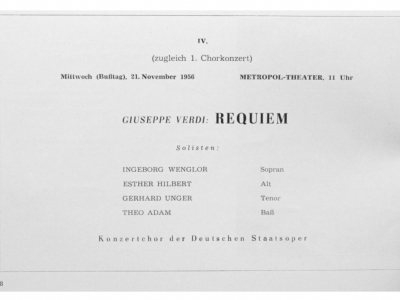 IV.
(zugleich 1. Chorkonzert)
Mittwoch (Bußtag), 21. November 1956 METROPOL-THEATER, 11 Uhr
GIUSEPPE VERDI: REQUIEM
Solisten:
INGEBORG WENGLOR Sopran
ESTHER HILBERT Alt
GERHARD UNGER Tenor
THEO ADAM Baß
Konzertchor der Deutschen Staatsoper
8